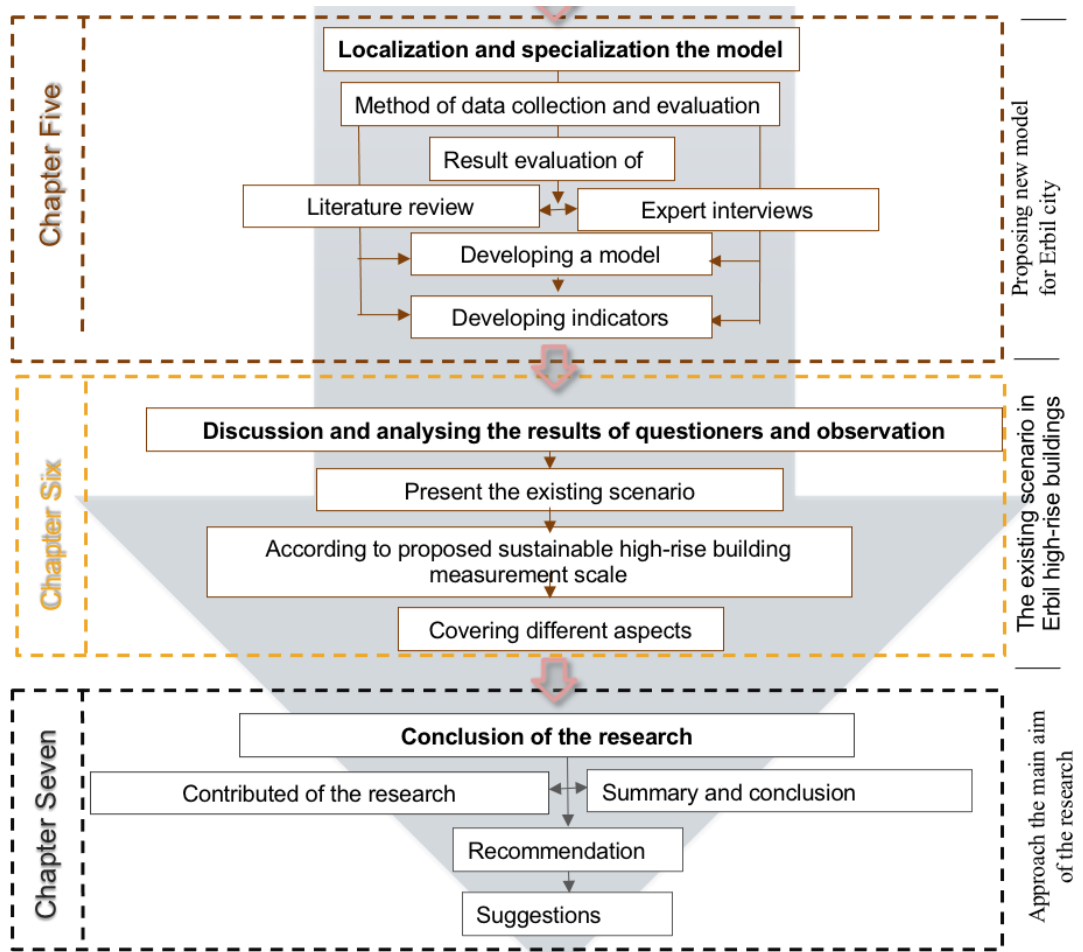 Chapter Five
Localization and specialization the model
Method of data collection and evaluation
Result evaluation of
Literature review
Expert interviews
Developing a model
Developing indicators
Proposing new model
for Erbil city
Chapter Six
Discussion and analysing the results of questioners and observation
Present the existing scenario
According to proposed sustainable high-rise building
measurement scale
Covering different aspects
The existing scenario in
Erbil high-rise buildings
Chapter Seven
Conclusion of the research
Contributed of the research
Summary and conclusion
Recommendation
Suggestions
Approach the main aim
of the research